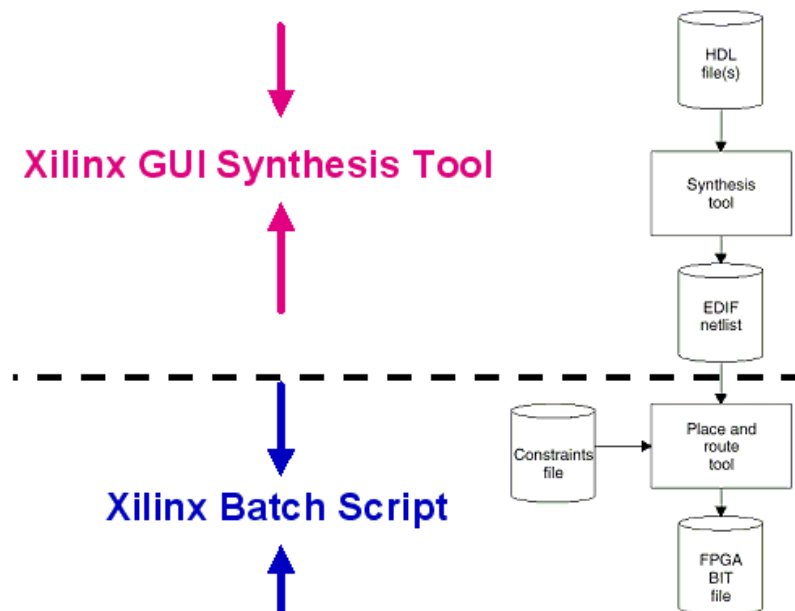 HDL
file(s)
Xilinx GUI Synthesis Tool
Synthesis
tool
EDIF
netlist
Constraints
file
Place and
route
tool
Xilinx Batch Script
FPGA
BIT
file